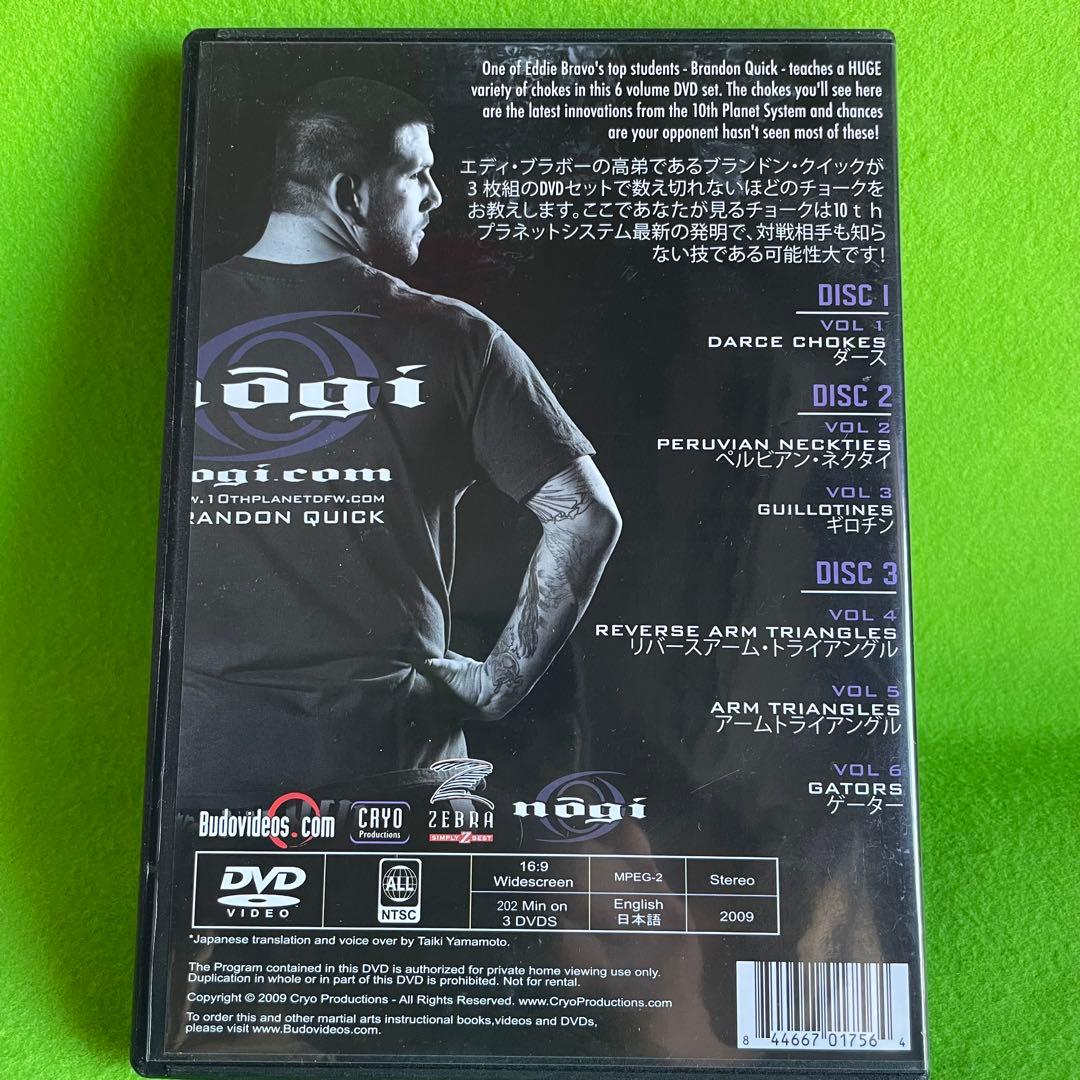 One of Eddie Bravo's top students - Brandon Quick - teaches a HUGE
variety of chokes in this 6 volume DVD set. The chokes you'll see here
are the latest innovations from the 10th Planet System and chances
are your opponent hasn't seen most of these!
エディ・ブラボーの高弟であるブランドン・クイックが
３枚組のDVDセットで数え切れないほどのチョークを
お教えします。ここであなたが見るチョークは10ｔｈ
プラネットシステム最新の発明で、対戦相手も知ら
ない技である可能性大です！
DISC 1
VOL 1
DARCE CHOKES
ダース
DISC 2
VOL 2
PERUVIAN NECKTIES
ペルビアン・ネクタイ
VOL 3
GUILLOTINES
ギロチン
DISC 3
VOL 4
REVERSE ARM TRIANGLES
リバースアーム・トライアングル
VOL 5
ARM TRIANGLES
アームトライアングル
VOL 6
GATORS
ゲーター
nōgi
ogi.com
w.10THPLANETDFW.COM
RANDON QUICK
Budovideos.com
CRYO
Productions
ZEBRA
SIMPLY Z BEST
nōgi
DVD
VIDEO
ALL
NTSC
16:9
Widescreen
MPEG-2
Stereo
202 Min on
3 DVDS
English
日本語
2009
*Japanese translation and voice over by Taiki Yamamoto.
The Program contained in this DVD is authorized for private home viewing use only.
Duplication in whole or in part of this DVD is prohibited. Not for rental.
Copyright © 2009 Cryo Productions - All Rights Reserved. www.CryoProductions.com
To order this and other martial arts instructional books,videos and DVDs,
please visit www.Budovideos.com.
8 44667 01756 4